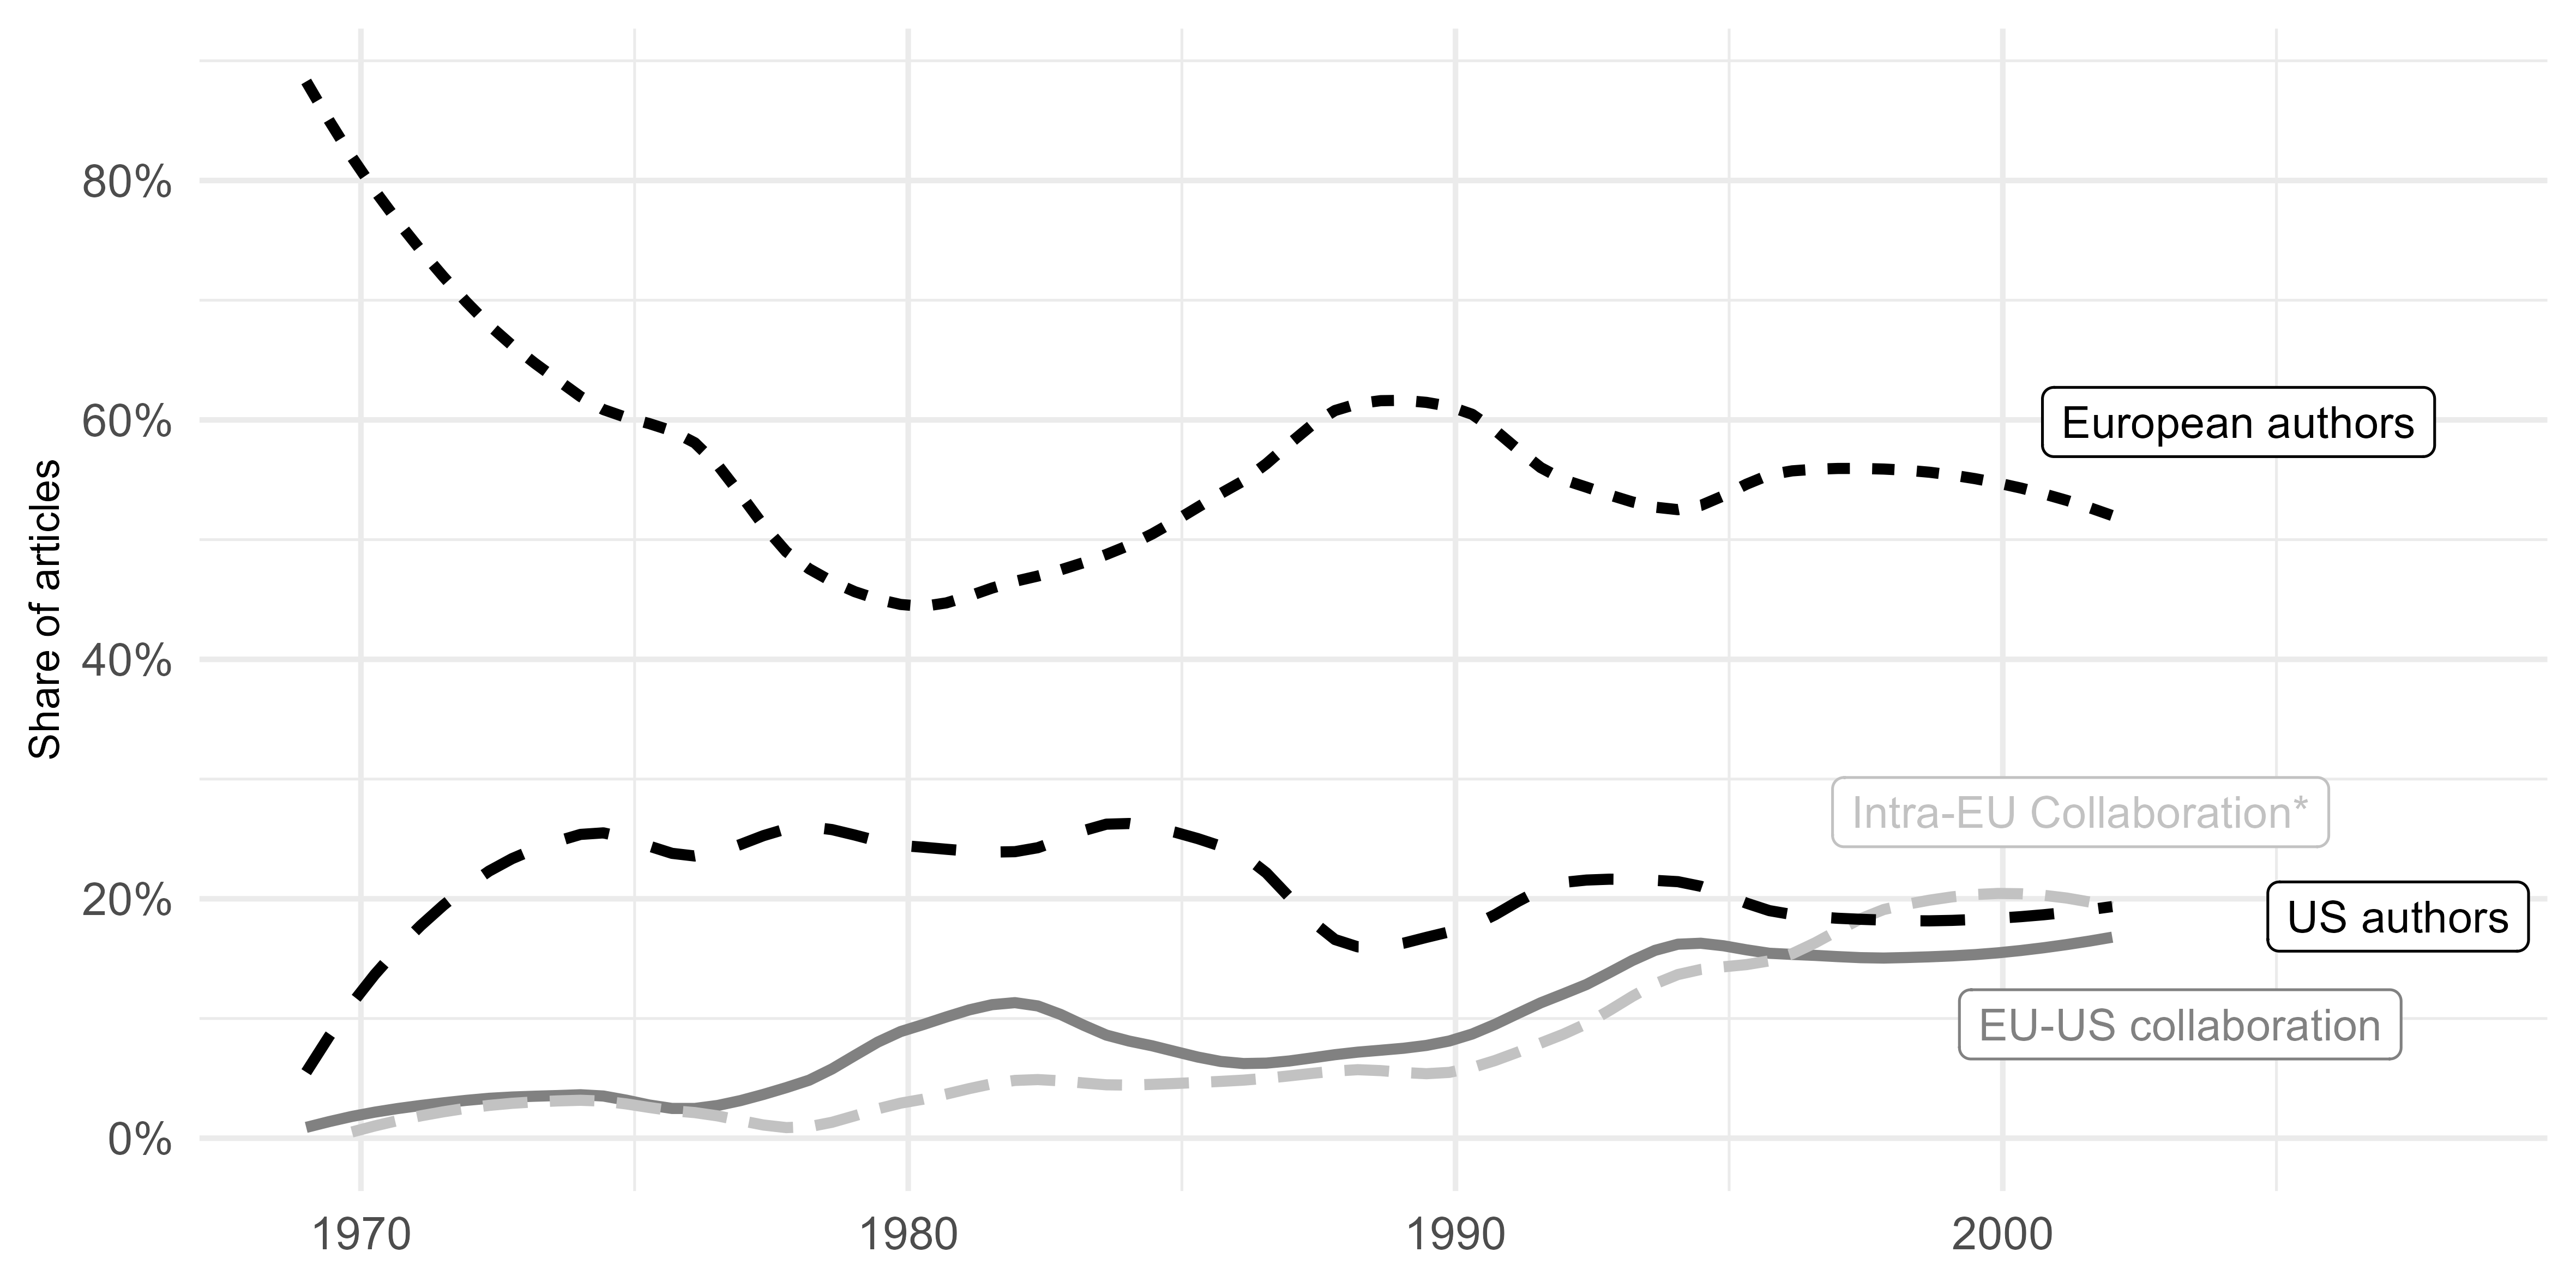 Share of articles
80%
60%
40%
20%
0%
1970
1980
1990
2000
European authors
Intra-EU Collaboration*
US authors
EU-US collaboration